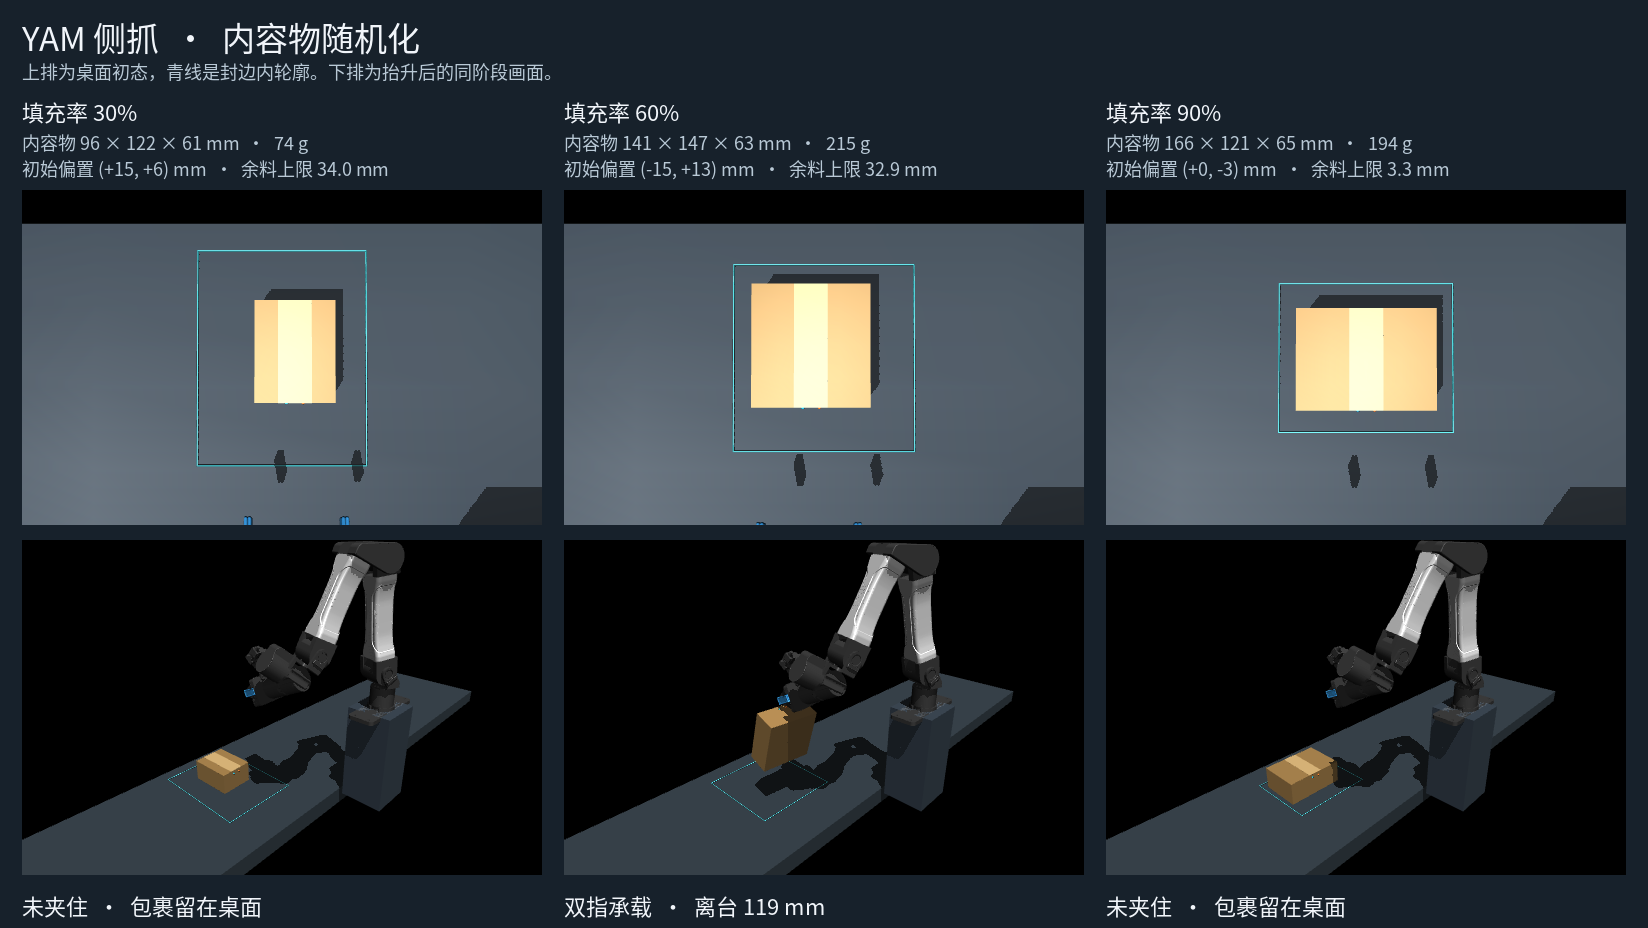 YAM 侧抓 · 内容物随机化
上排为桌面初态，青线是封边内轮廓。下排为抬升后的同阶段画面。
填充率 30%
内容物 96 × 122 × 61 mm · 74 g
初始偏置 (+15, +6) mm · 余料上限 34.0 mm
填充率 60%
内容物 141 × 147 × 63 mm · 215 g
初始偏置 (-15, +13) mm · 余料上限 32.9 mm
填充率 90%
内容物 166 × 121 × 65 mm · 194 g
初始偏置 (+0, -3) mm · 余料上限 3.3 mm
未夹住 · 包裹留在桌面
双指承载 · 离台 119 mm
未夹住 · 包裹留在桌面